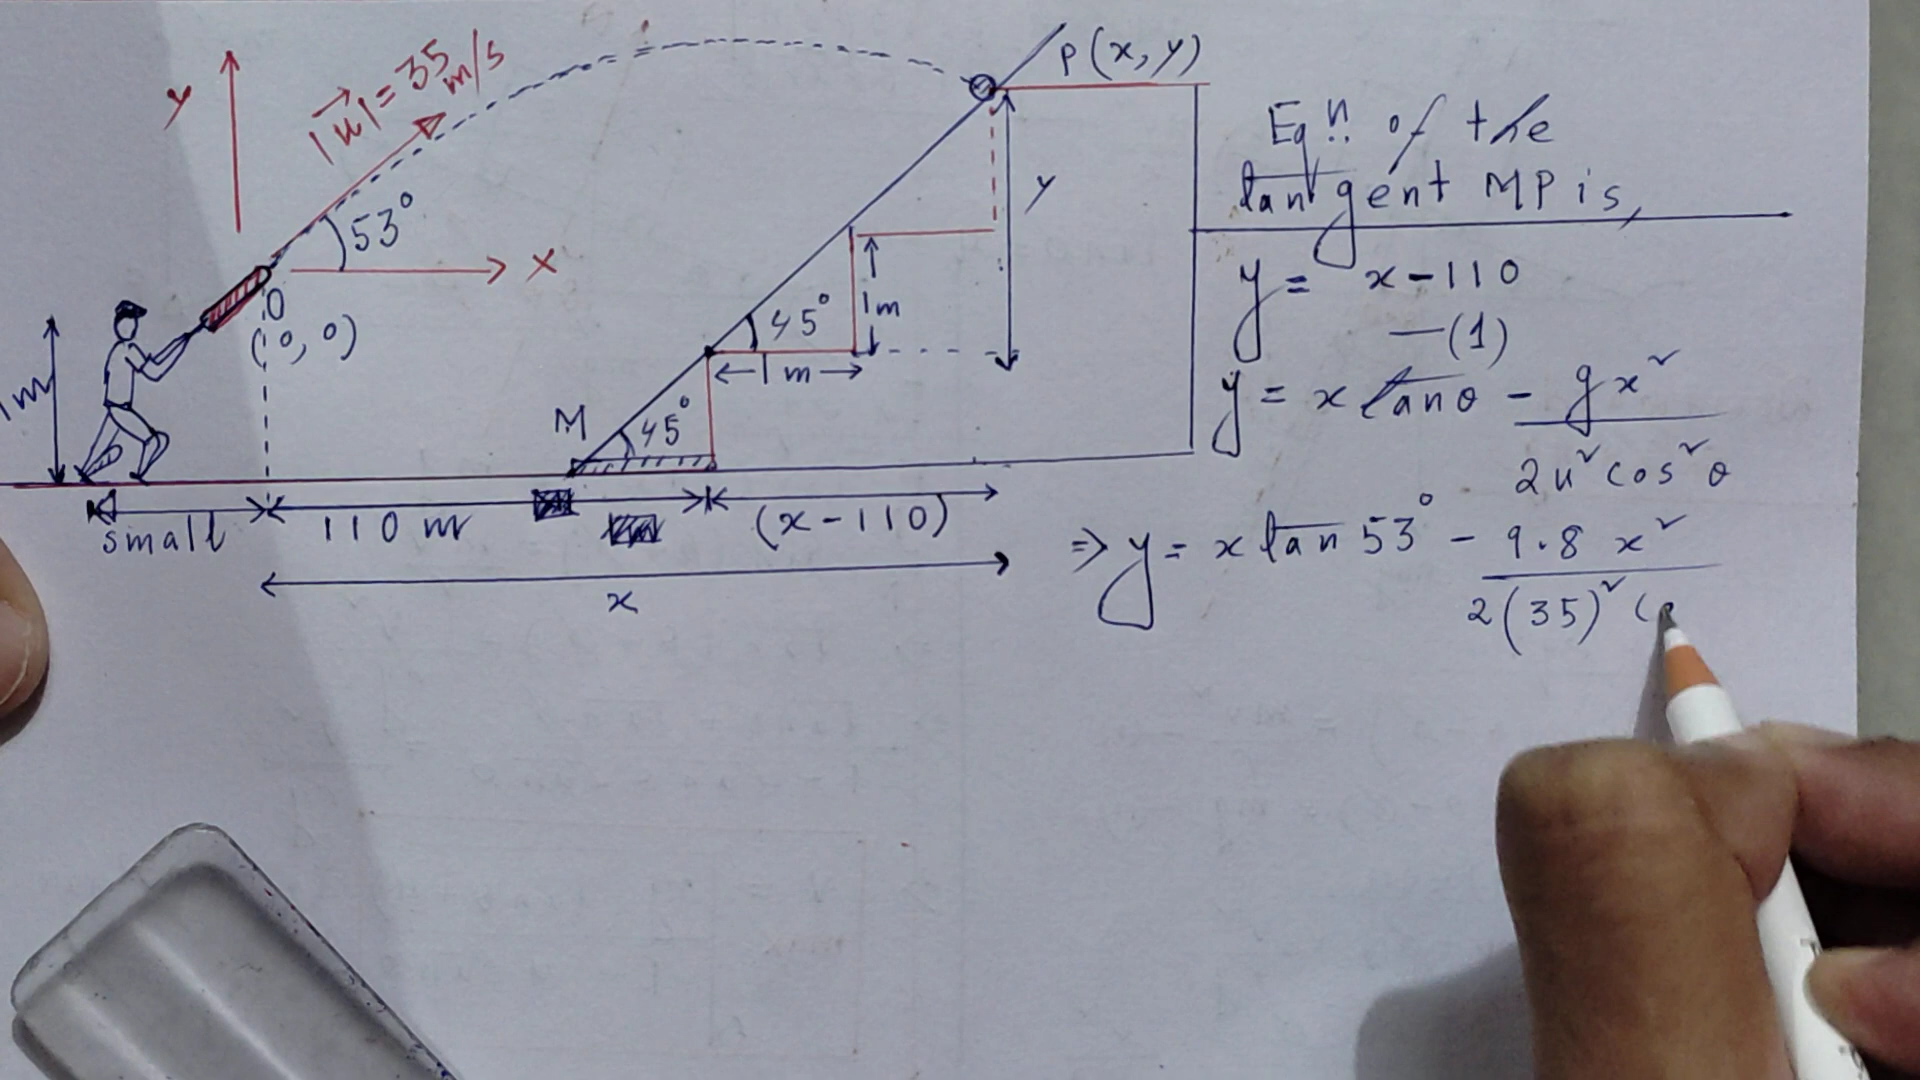 y
|u⃗| = 35 m/s
P(x, y)
53°
x
O
(0, 0)
1m
45°
1m
1 m
y
M
45°
small
110 m
(x - 110)
x
Eqⁿ. of the
tangent MP is,
y = x - 110
—(1)
y = x tanθ - gx² / 2u²cos²θ
⇒ y = x tan 53° - 9.8 x² / 2(35)² (